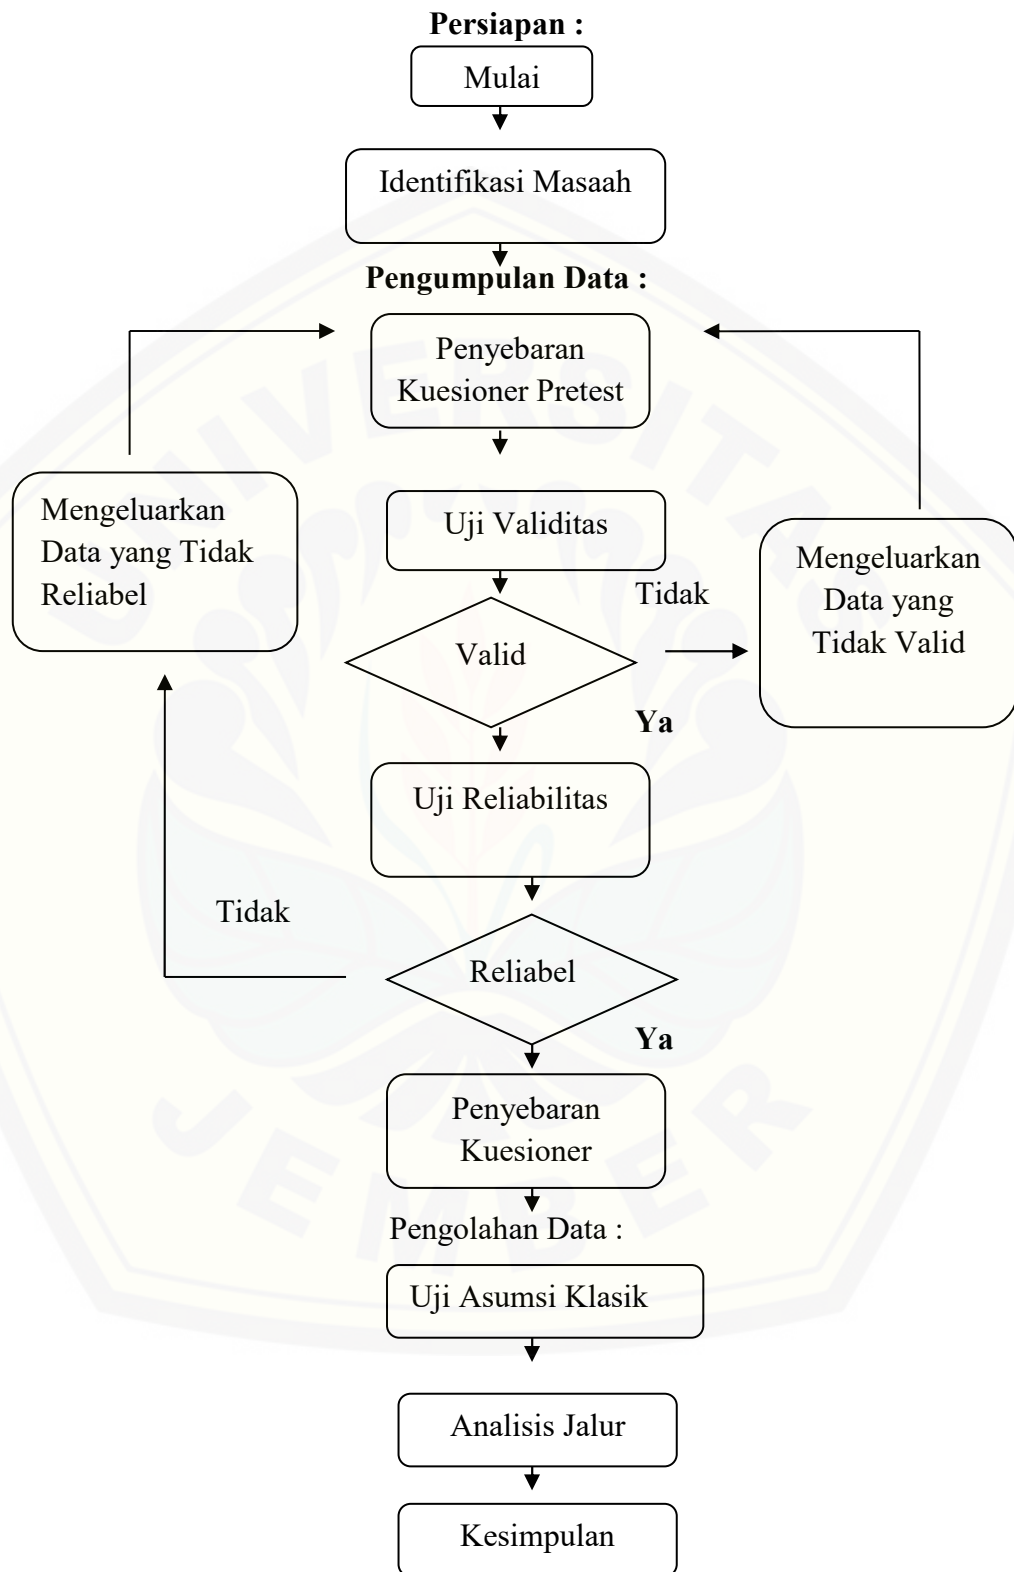 Persiapan :
Mulai
Identifikasi Masaah
Pengumpulan Data :
Penyebaran
Kuesioner Pretest
Mengeluarkan
Data yang Tidak
Reliabel
Uji Validitas
Mengeluarkan
Data yang
Tidak Valid
Tidak
Valid
Ya
Uji Reliabilitas
Tidak
Reliabel
Ya
Penyebaran
Kuesioner
Pengolahan Data :
Uji Asumsi Klasik
Analisis Jalur
Kesimpulan
UNIVERSITAS
JEMBER